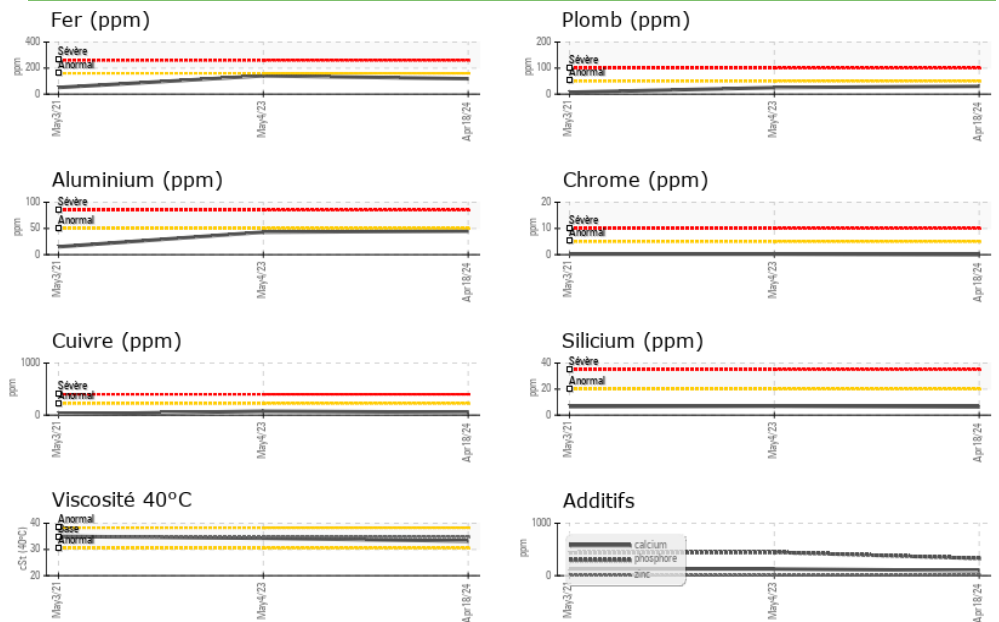 Fer (ppm)
400
200
0
ppm
Sévère
Anormal
May3/21
May4/23
Apr18/24
Plomb (ppm)
200
100
0
ppm
Sévère
Anormal
May3/21
May4/23
Apr18/24
Aluminium (ppm)
100
50
0
ppm
Sévère
Anormal
May3/21
May4/23
Apr18/24
Chrome (ppm)
20
10
0
ppm
Sévère
Anormal
May3/21
May4/23
Apr18/24
Cuivre (ppm)
1000
0
ppm
Sévère
Anormal
May3/21
May4/23
Apr18/24
Silicium (ppm)
40
20
0
ppm
Sévère
Anormal
May3/21
May4/23
Apr18/24
Viscosité 40°C
40
30
20
cSt (40°C)
Anormal
Base
Anormal
May3/21
May4/23
Apr18/24
Additifs
1000
0
ppm
calcium
phosphore
zinc
May3/21
May4/23
Apr18/24